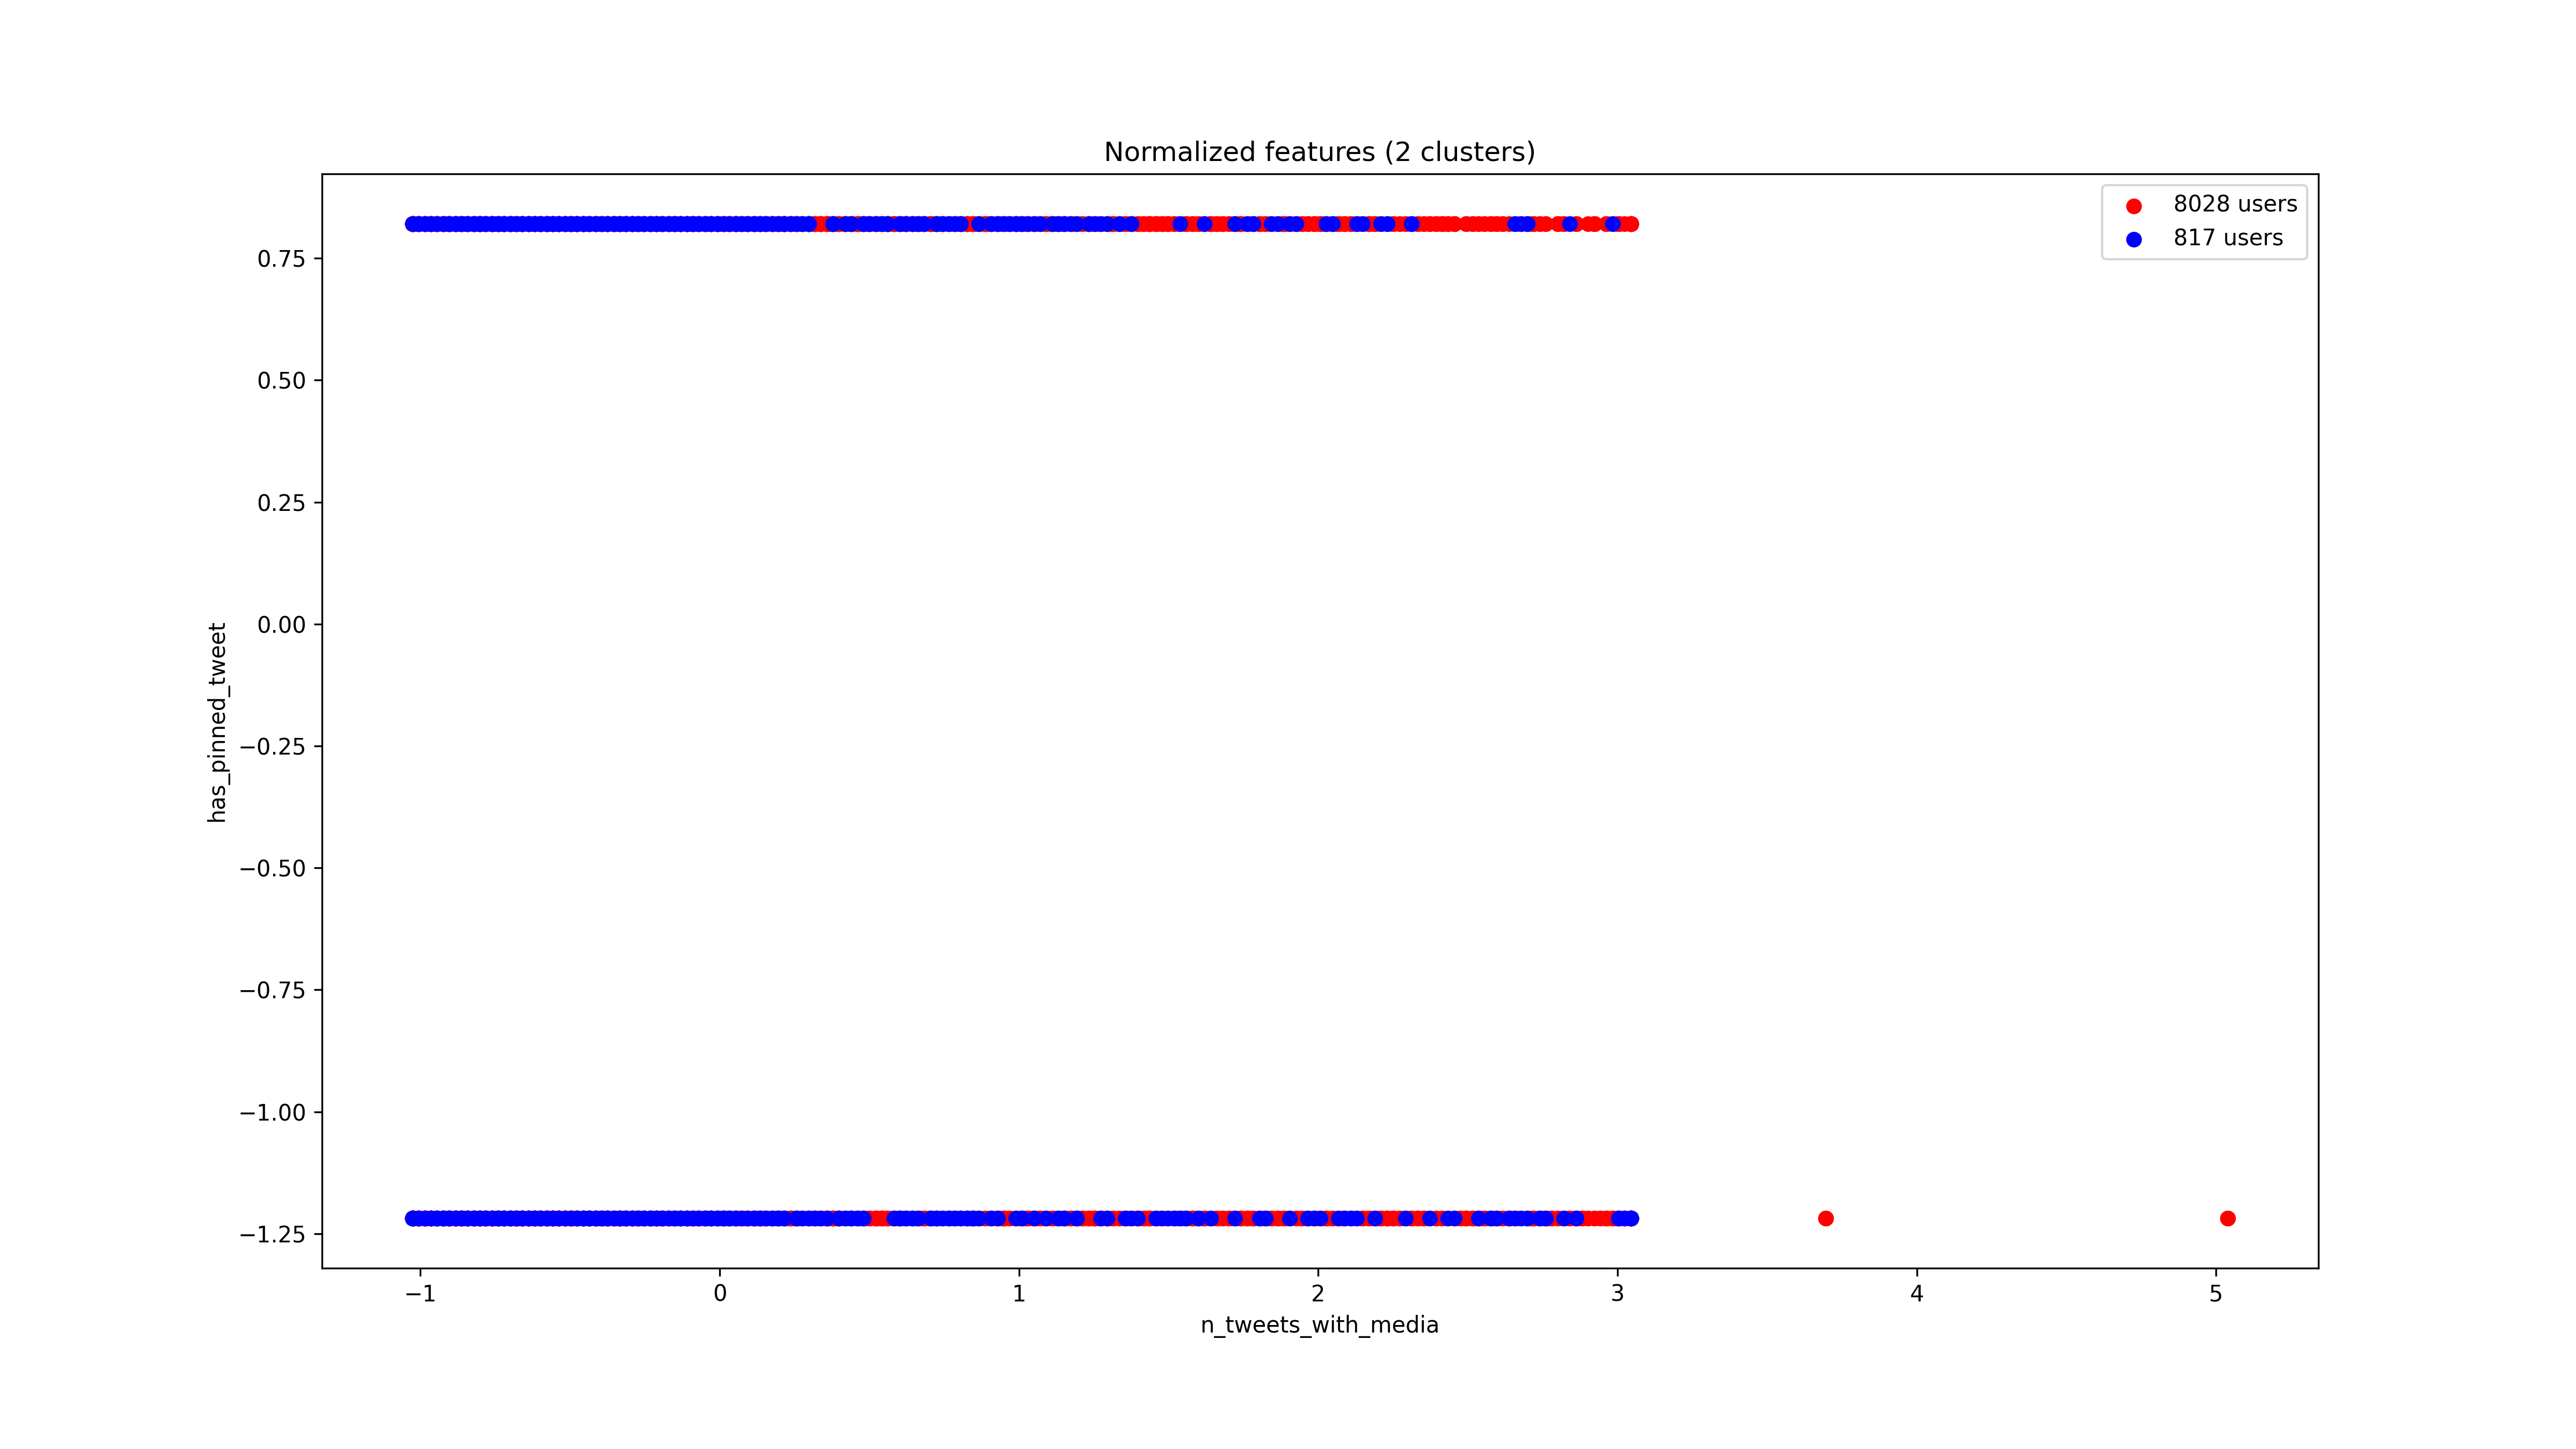 Normalized features (2 clusters)
8028 users
817 users
0.75
0.50
0.25
0.00
−0.25
−0.50
−0.75
−1.00
−1.25
has_pinned_tweet
−1 0 1 2 3 4 5
n_tweets_with_media